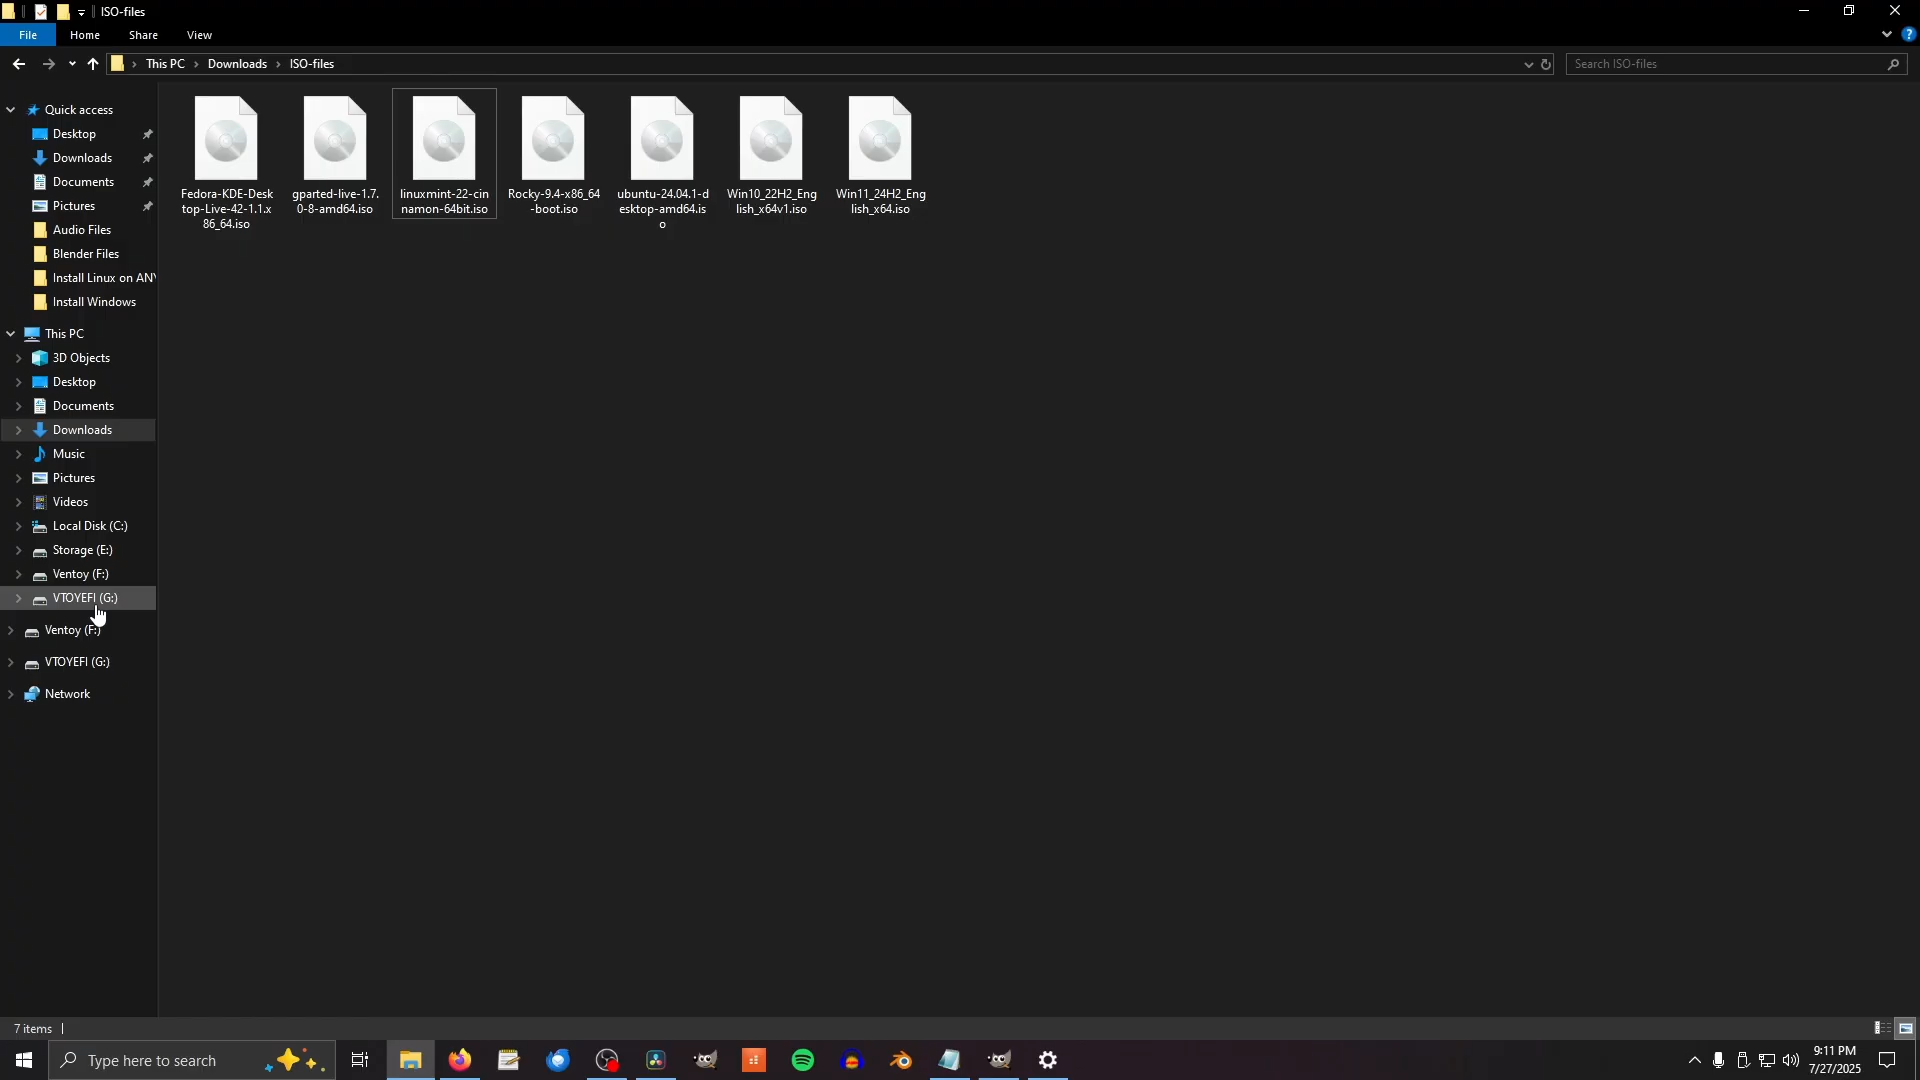 ISO-files
File
Home
Share
View
This PC
Downloads
ISO-files
Search ISO-files
Quick access
Desktop
Downloads
Documents
Pictures
Audio Files
Blender Files
Install Linux on ANY
Install Windows
This PC
3D Objects
Desktop
Documents
Downloads
Music
Pictures
Videos
Local Disk (C:)
Storage (E:)
Ventoy (F:)
VTOYEFI (G:)
Ventoy (F:)
VTOYEFI (G:)
Network
Fedora-KDE-Desk
top-Live-42-1.1.x
86_64.iso
gparted-live-1.7.
0-8-amd64.iso
linuxmint-22-cin
namon-64bit.iso
Rocky-9.4-x86_64
-boot.iso
ubuntu-24.04.1-d
esktop-amd64.is
o
Win10_22H2_Eng
lish_x64v1.iso
Win11_24H2_Eng
lish_x64.iso
7 items
Type here to search
9:11 PM
7/27/2025